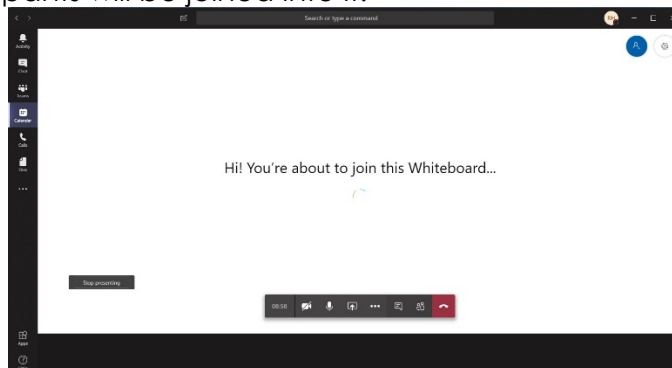 Search or type a command
Activity
Chat
Teams
Calendar
Calls
Files
Hi! You're about to join this Whiteboard...
Stop presenting
08:58
Apps